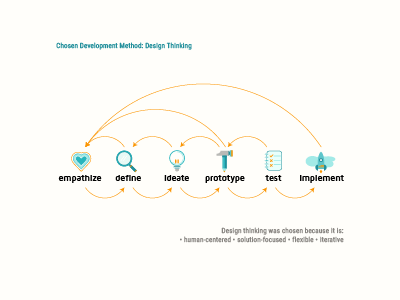 Chosen Development Method: Design Thinking
empathize define ideate prototype test implement
Design thinking was chosen because it is:
• human-centered • solution-focused • flexible • iterative